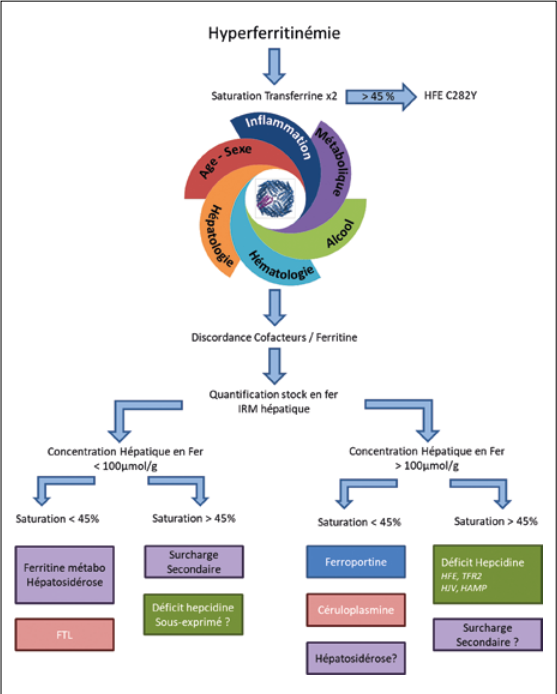 Hyperferritinémie
Saturation Transferrine x2
> 45 %
HFE C282Y
Inflammation
Métabolique
Age - Sexe
Alcool
Hépatologie
Hématologie
Discordance Cofacteurs / Ferritine
Quantification stock en fer
IRM hépatique
Concentration Hépatique en Fer
< 100µmol/g
Concentration Hépatique en Fer
> 100µmol/g
Saturation < 45%
Saturation > 45%
Saturation < 45%
Saturation > 45%
Ferritine métabo
Hépatosidérose
FTL
Surcharge
Secondaire
Déficit hepcidine
Sous-exprimé ?
Ferroportine
Céruloplasmine
Hépatosidérose?
Déficit Hepcidine
HFE, TFR2
HJV, HAMP
Surcharge
Secondaire ?